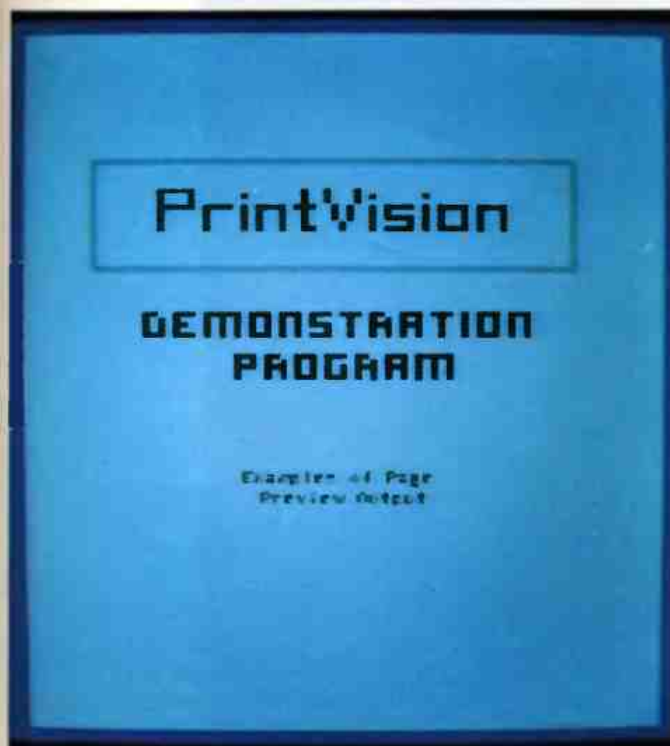 PrintVision
DEMONSTRATION
PROGRAM
Examples of Page
Preview Output